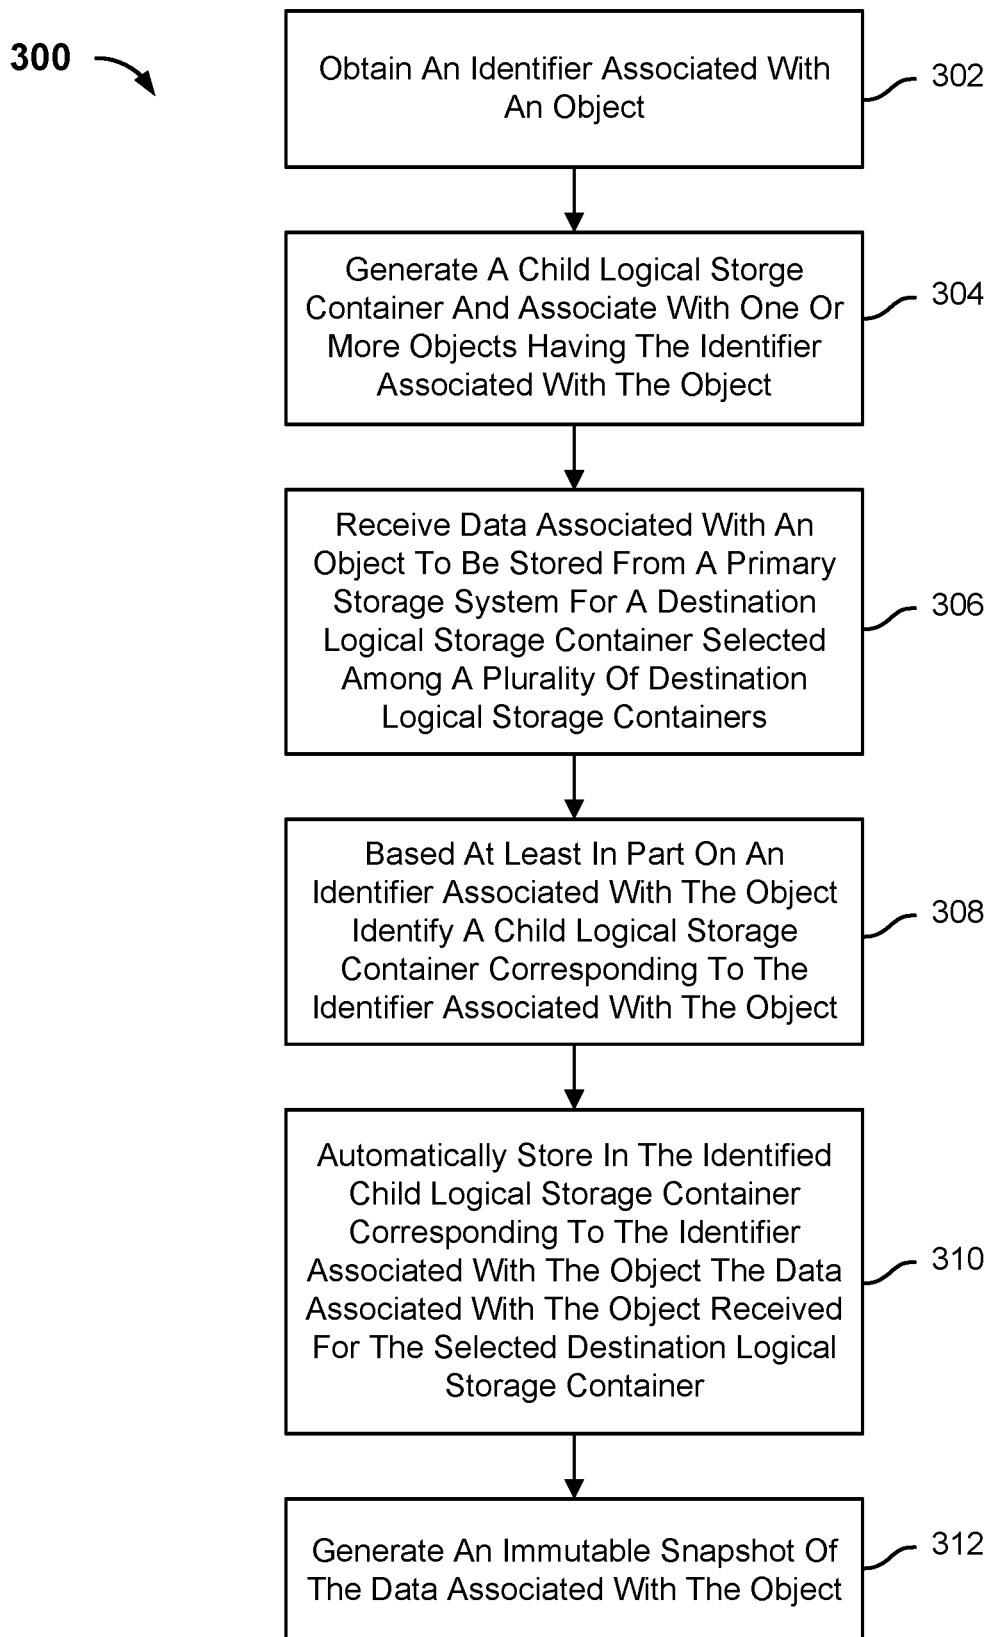 300
Obtain An Identifier Associated With
An Object
302
Generate A Child Logical Storge
Container And Associate With One Or
More Objects Having The Identifier
Associated With The Object
304
Receive Data Associated With An
Object To Be Stored From A Primary
Storage System For A Destination
Logical Storage Container Selected
Among A Plurality Of Destination
Logical Storage Containers
306
Based At Least In Part On An
Identifier Associated With The Object
Identify A Child Logical Storage
Container Corresponding To The
Identifier Associated With The Object
308
Automatically Store In The Identified
Child Logical Storage Container
Corresponding To The Identifier
Associated With The Object The Data
Associated With The Object Received
For The Selected Destination Logical
Storage Container
310
Generate An Immutable Snapshot Of
The Data Associated With The Object
312